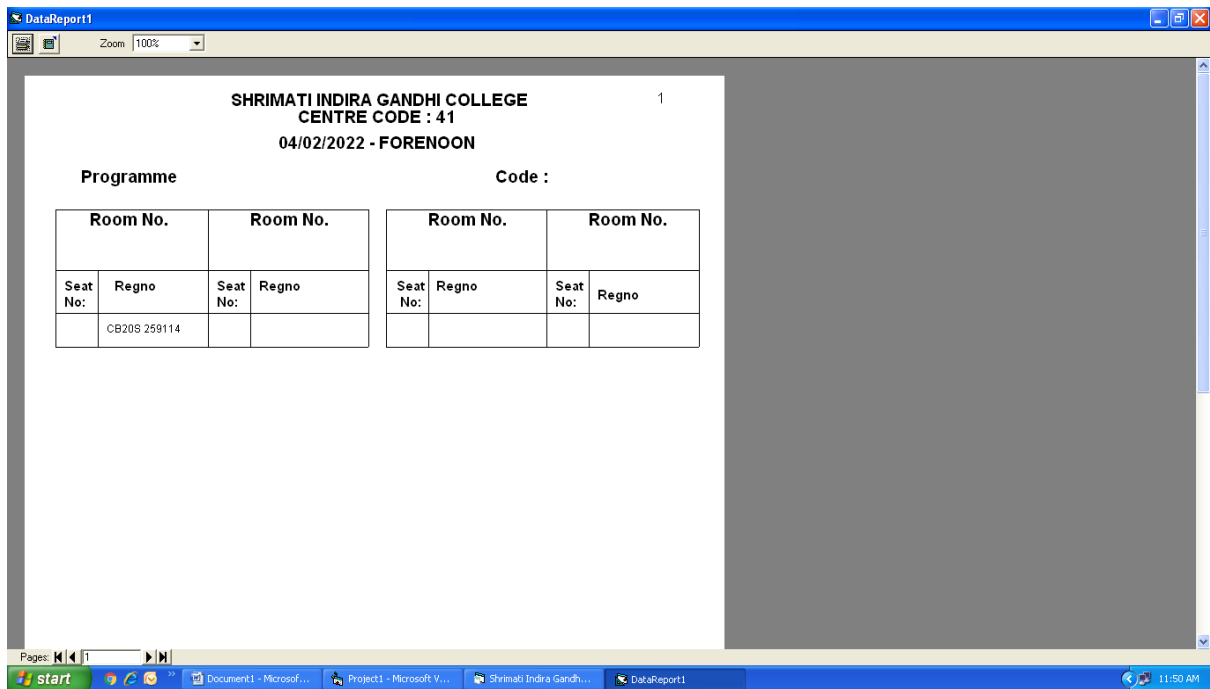 DataReport1
Zoom 100%
SHRIMATI INDIRA GANDHI COLLEGE 1
CENTRE CODE : 41
04/02/2022 - FORENOON
Programme Code :
Room No. Room No. Room No. Room No.
Seat No: Regno Seat No: Regno Seat No: Regno Seat No: Regno
CB20S 259114
Pages: 1
start » Document1 - Microsof... Project1 - Microsoft V... Shrimati Indira Gandh... DataReport1 11:50 AM